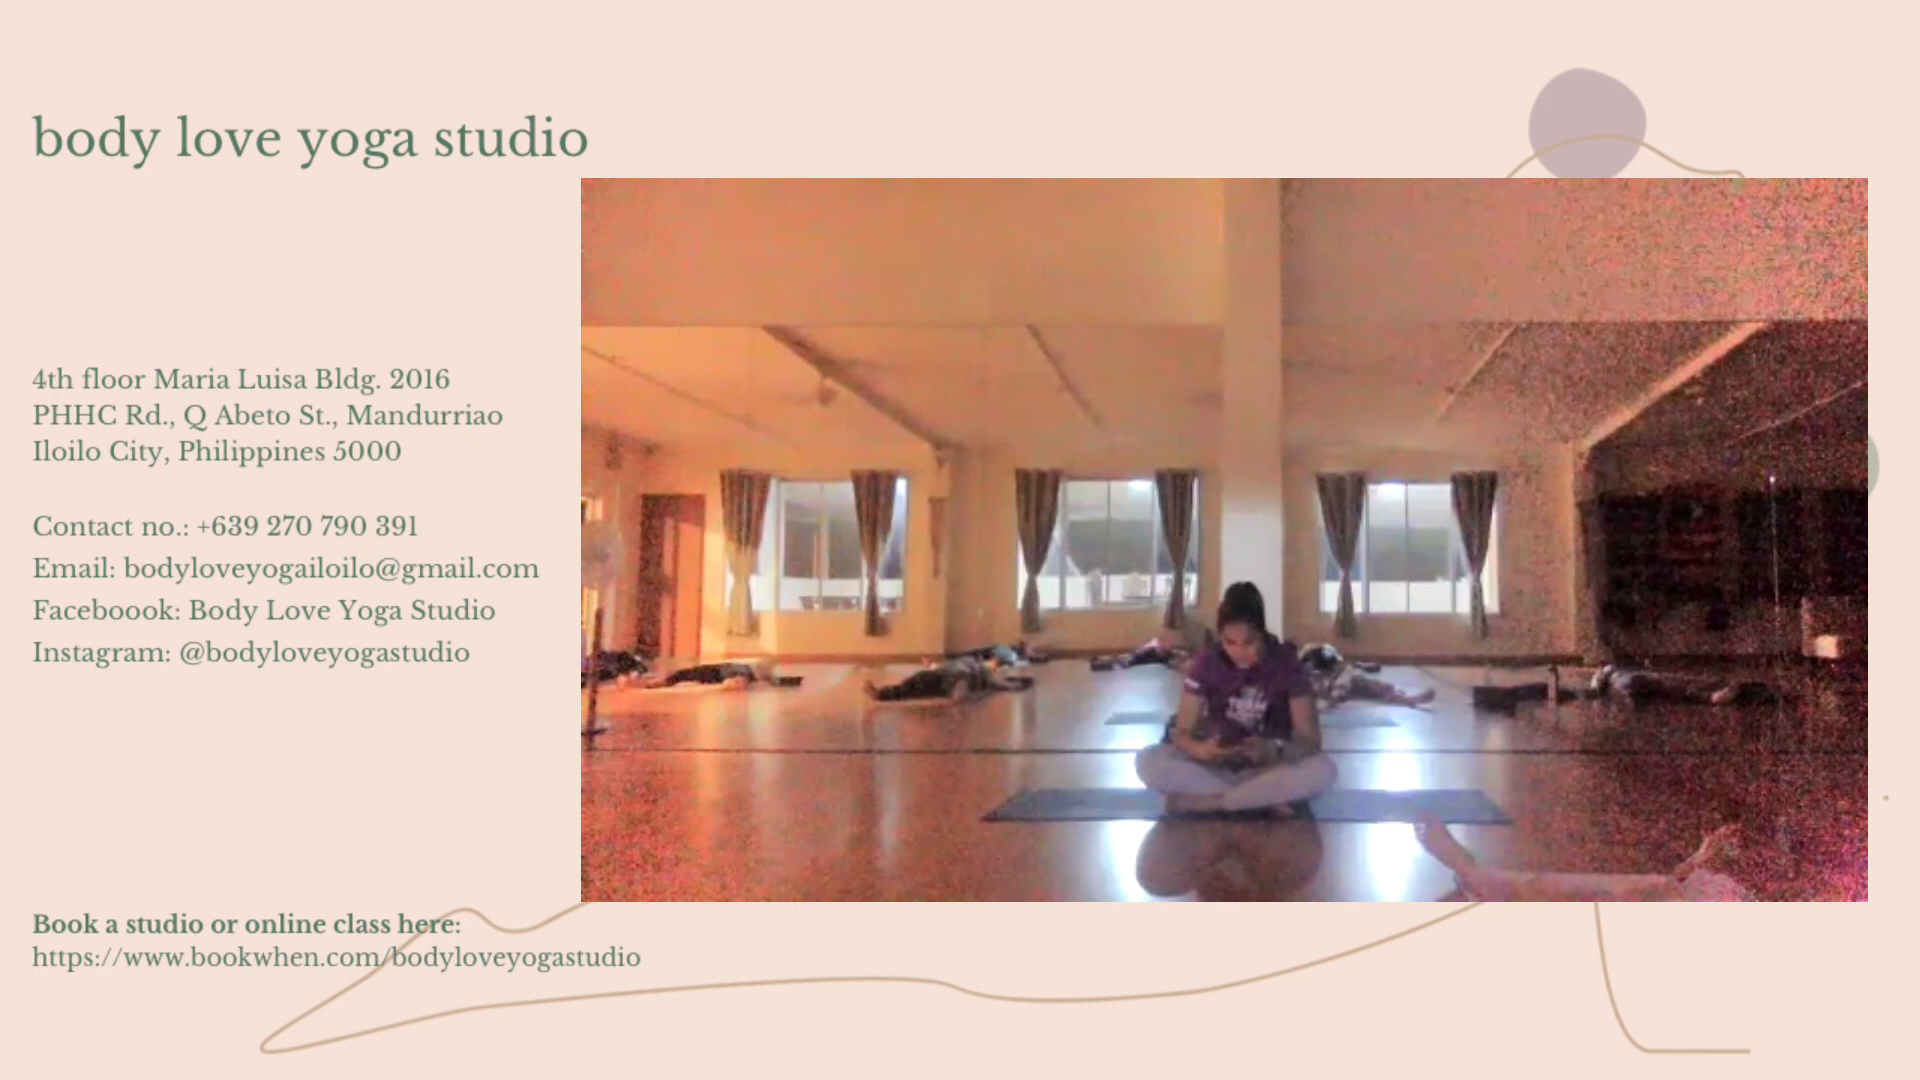 body love yoga studio
4th floor Maria Luisa Bldg. 2016
PHHC Rd., Q Abeto St., Mandurriao
Iloilo City, Philippines 5000
Contact no.: +639 270 790 391
Email: bodyloveyogailoilo@gmail.com
Faceboook: Body Love Yoga Studio
Instagram: @bodyloveyogastudio
Book a studio or online class here:
https://www.bookwhen.com/bodyloveyogastudio